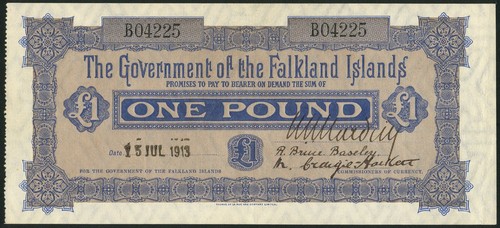 B04225 B04225
The Government of the Falkland Islands
PROMISES TO PAY TO BEARER ON DEMAND THE SUM OF
£1 ONE POUND £1
Date 15 JUL 1913 £1 R. Bruce Baseley
FOR THE GOVERNMENT OF THE FALKLAND ISLANDS COMMISSIONERS OF CURRENCY.